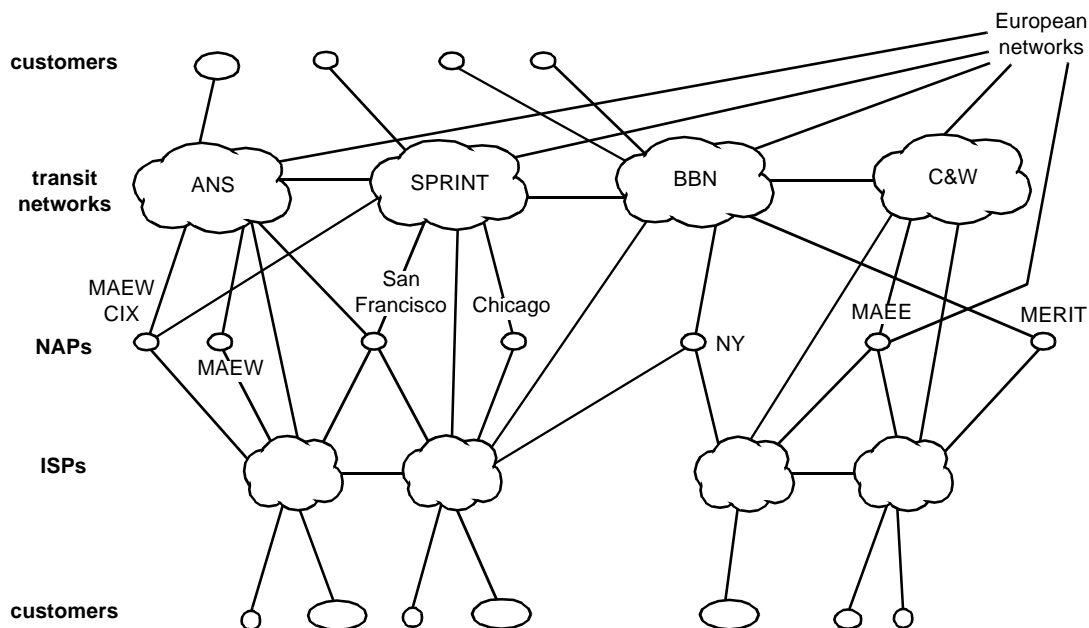 European
networks
customers
transit
networks
ANS
SPRINT
BBN
C&W
MAEW
CIX
San
Francisco
Chicago
MAEE
MERIT
NAPs
MAEW
NY
ISPs
customers